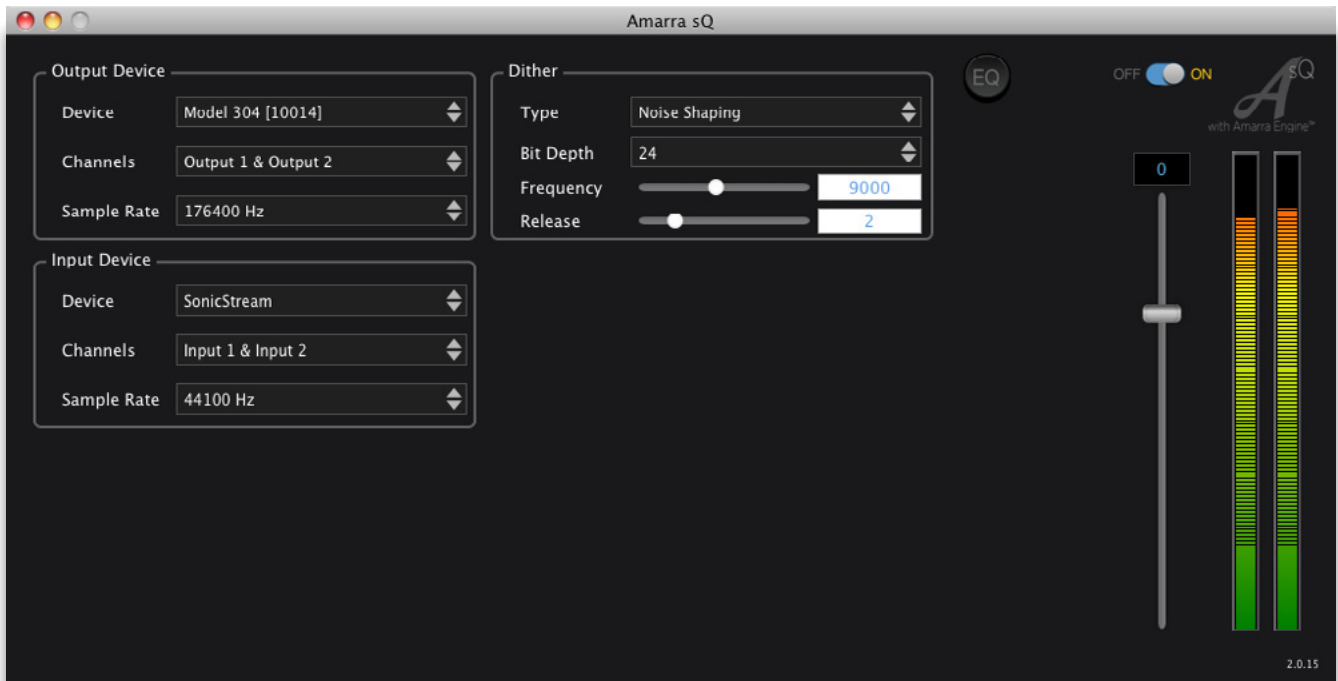 Amarra sQ
Output Device
Device Model 304 [10014]
Channels Output 1 & Output 2
Sample Rate 176400 Hz
Input Device
Device SonicStream
Channels Input 1 & Input 2
Sample Rate 44100 Hz
Dither
Type Noise Shaping
Bit Depth 24
Frequency 9000
Release 2
EQ
OFF ON
A sQ
with Amarra Engine™
0
2.0.15